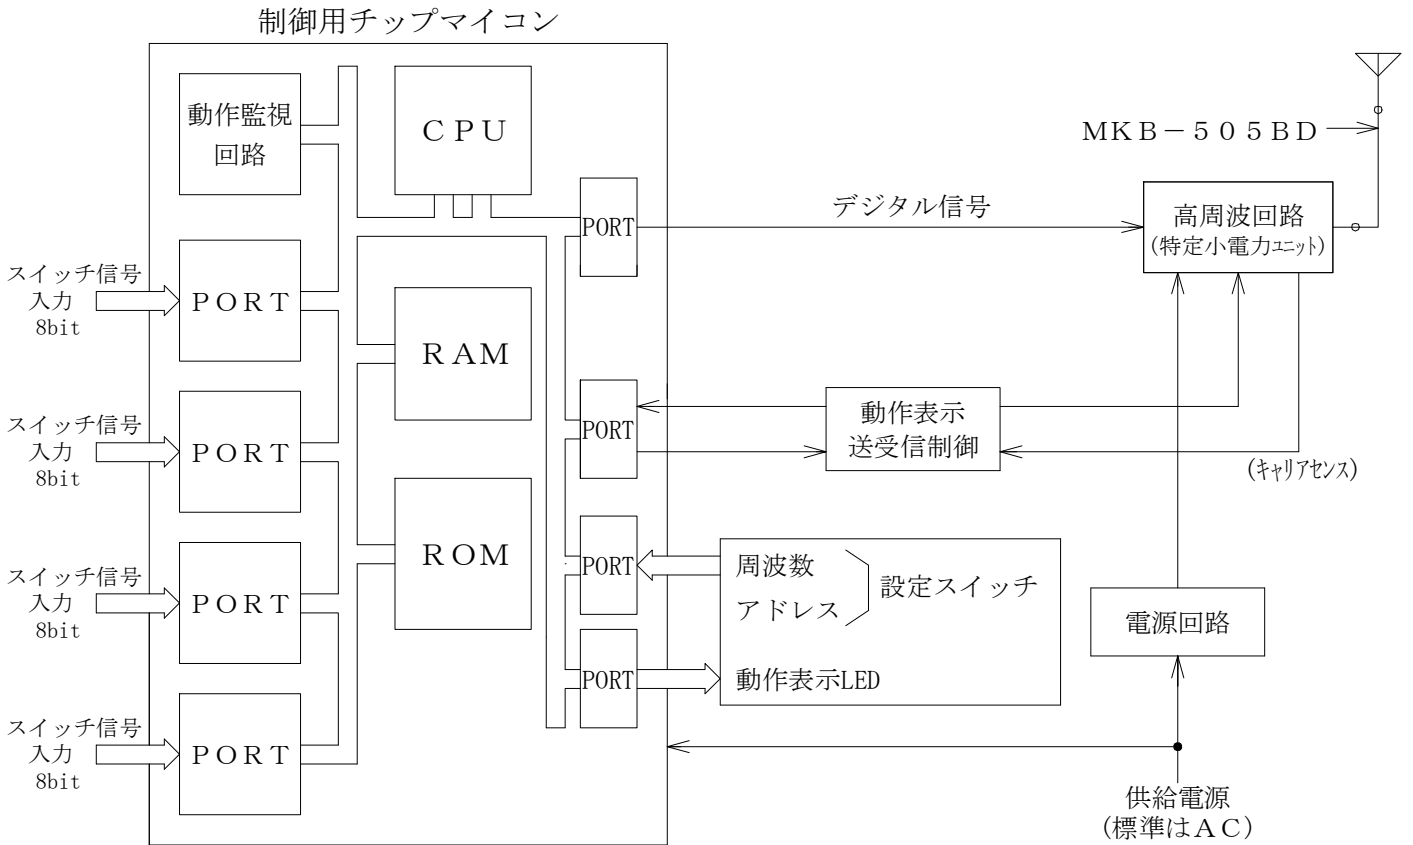 制御用チップマイコン
動作監視
回路
ＣＰＵ
PORT
デジタル信号
ＭＫＢ－５０５ＢＤ
高周波回路
(特定小電力ﾕﾆｯﾄ)
スイッチ信号
入力
8bit
ＰＯＲＴ
ＲＡＭ
スイッチ信号
入力
8bit
ＰＯＲＴ
PORT
動作表示
送受信制御
(ｷｬﾘｱｾﾝｽ)
スイッチ信号
入力
8bit
ＰＯＲＴ
ＲＯＭ
PORT
周波数
アドレス
設定スイッチ
電源回路
PORT
動作表示LED
スイッチ信号
入力
8bit
ＰＯＲＴ
供給電源
(標準はＡＣ)